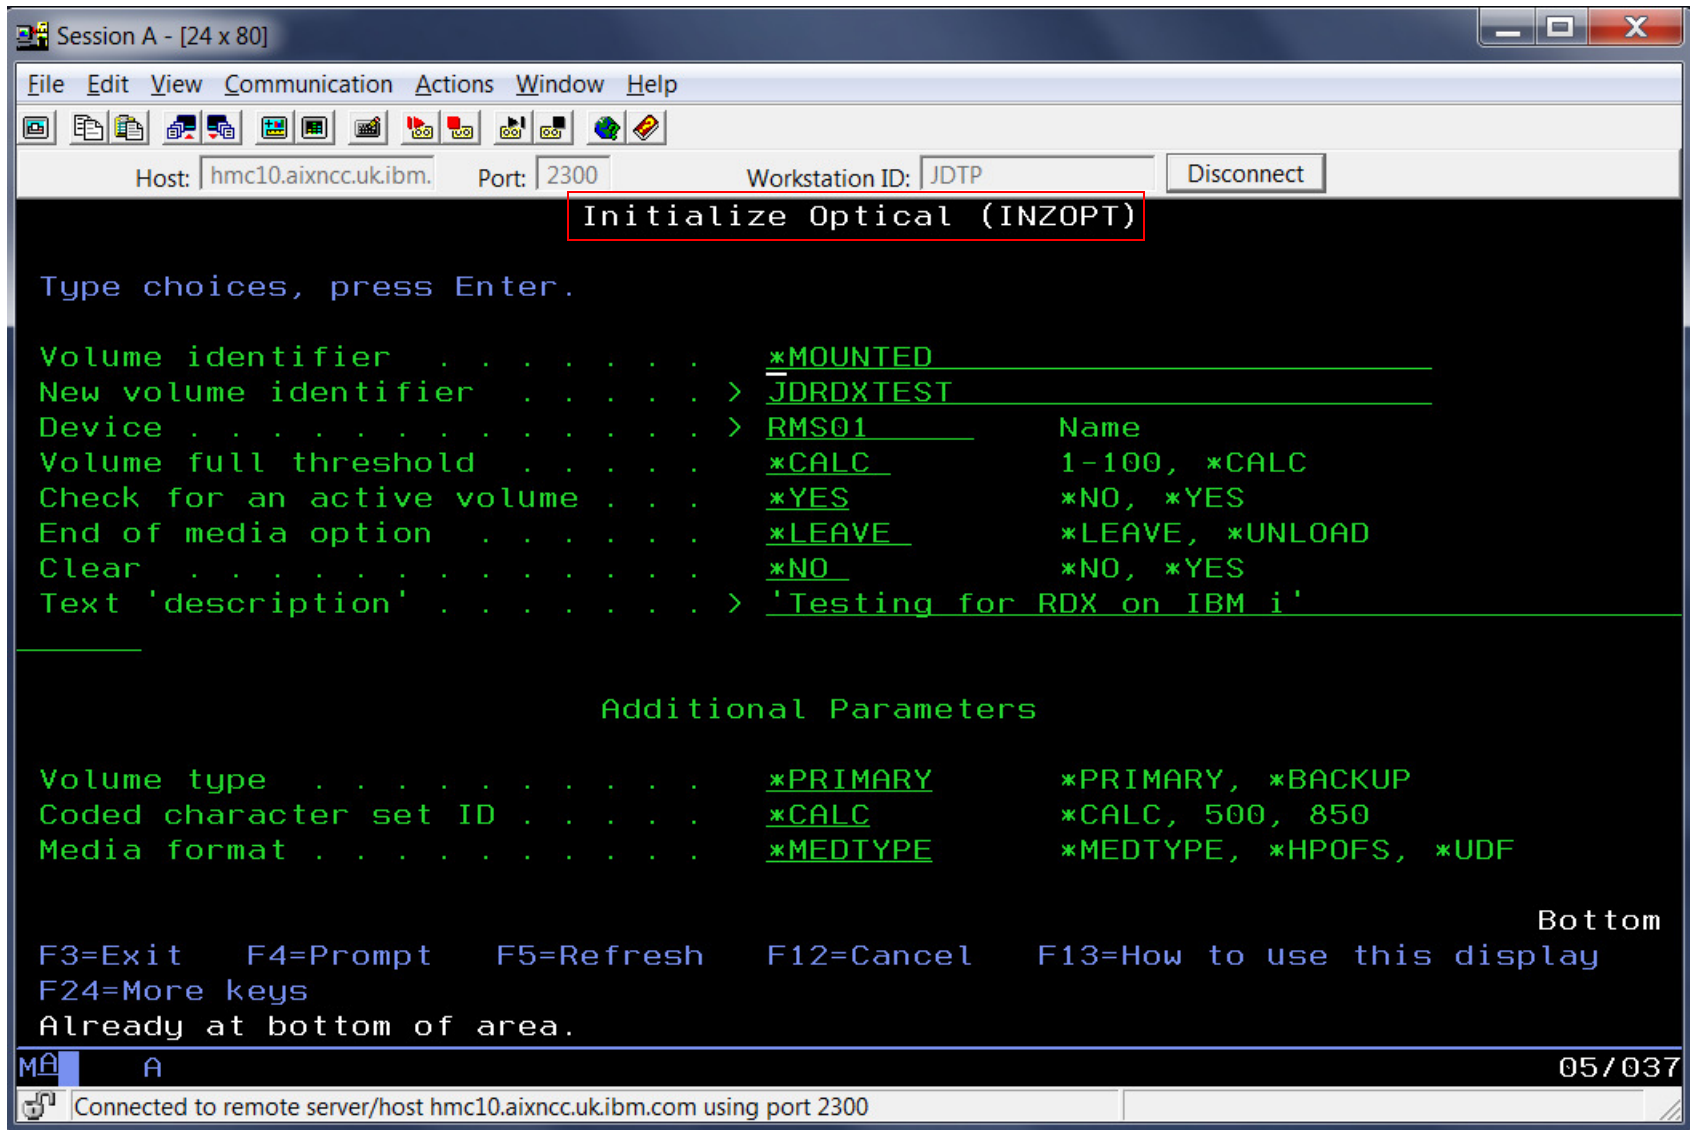 Session A - [24 x 80]
File Edit View Communication Actions Window Help
Host: hmc10.aixncc.uk.ibm. Port: 2300 Workstation ID: JDTP Disconnect
Initialize Optical (INZOPT)
Type choices, press Enter.
Volume identifier . . . . . . . *MOUNTED
New volume identifier . . . . . > JDRDXTEST
Device . . . . . . . . . . . . . > RMS01 Name
Volume full threshold . . . . . *CALC 1-100, *CALC
Check for an active volume . . . *YES *NO, *YES
End of media option . . . . . . *LEAVE *LEAVE, *UNLOAD
Clear . . . . . . . . . . . . . *NO *NO, *YES
Text 'description' . . . . . . . > 'Testing for RDX on IBM i'
Additional Parameters
Volume type . . . . . . . . . . *PRIMARY *PRIMARY, *BACKUP
Coded character set ID . . . . . *CALC *CALC, 500, 850
Media format . . . . . . . . . . *MEDTYPE *MEDTYPE, *HPOFS, *UDF
Bottom
F3=Exit F4=Prompt F5=Refresh F12=Cancel F13=How to use this display
F24=More keys
Already at bottom of area.
MA A 05/037
Connected to remote server/host hmc10.aixncc.uk.ibm.com using port 2300